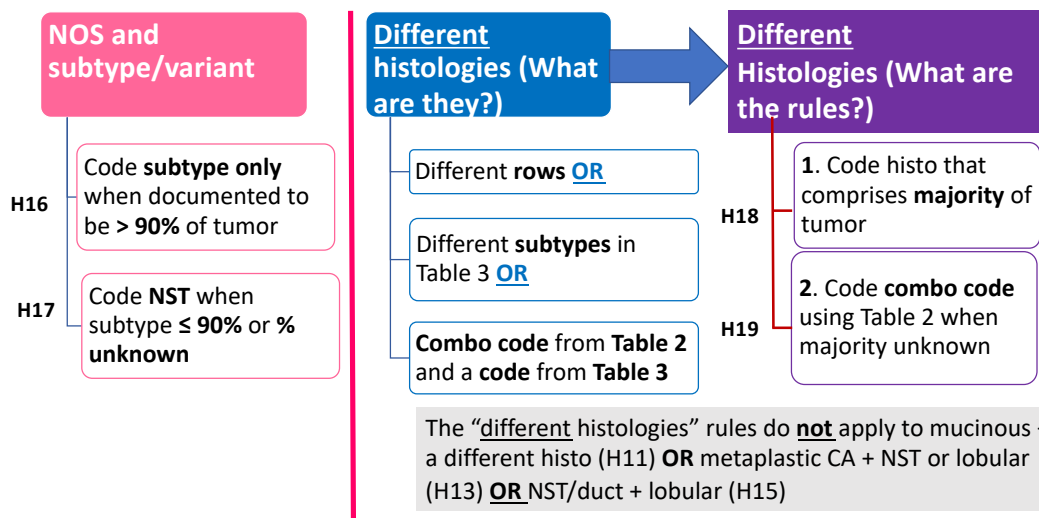 NOS and
subtype/variant
H16
Code subtype only
when documented to
be > 90% of tumor
H17
Code NST when
subtype ≤ 90% or %
unknown
Different
histologies (What
are they?)
Different rows OR
Different subtypes in
Table 3 OR
Combo code from Table 2
and a code from Table 3
Different
Histologies (What are
the rules?)
H18
1. Code histo that
comprises majority of
tumor
H19
2. Code combo code
using Table 2 when
majority unknown
The “different histologies” rules do not apply to mucinous
a different histo (H11) OR metaplastic CA + NST or lobular
(H13) OR NST/duct + lobular (H15)